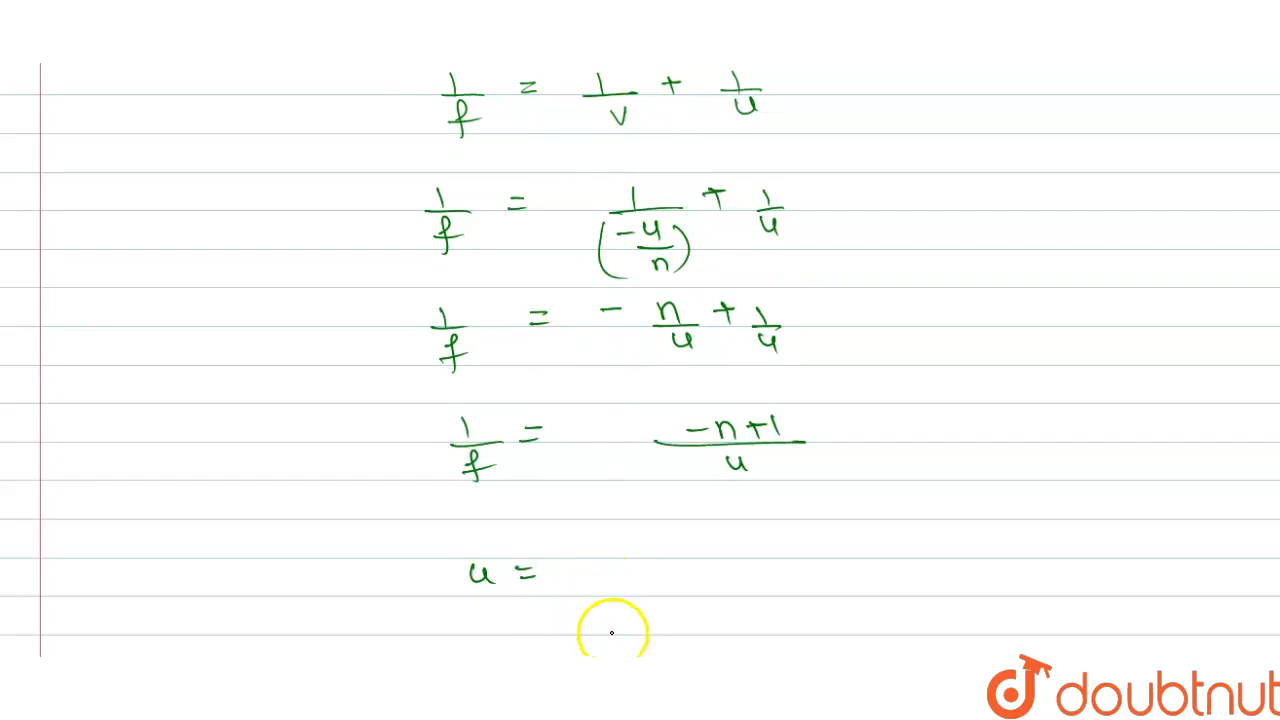 1/f = 1/v + 1/u
1/f = 1/(-u/n) + 1/u
1/f = - n/u + 1/u
1/f = -n+1/u
u =
doubtnut